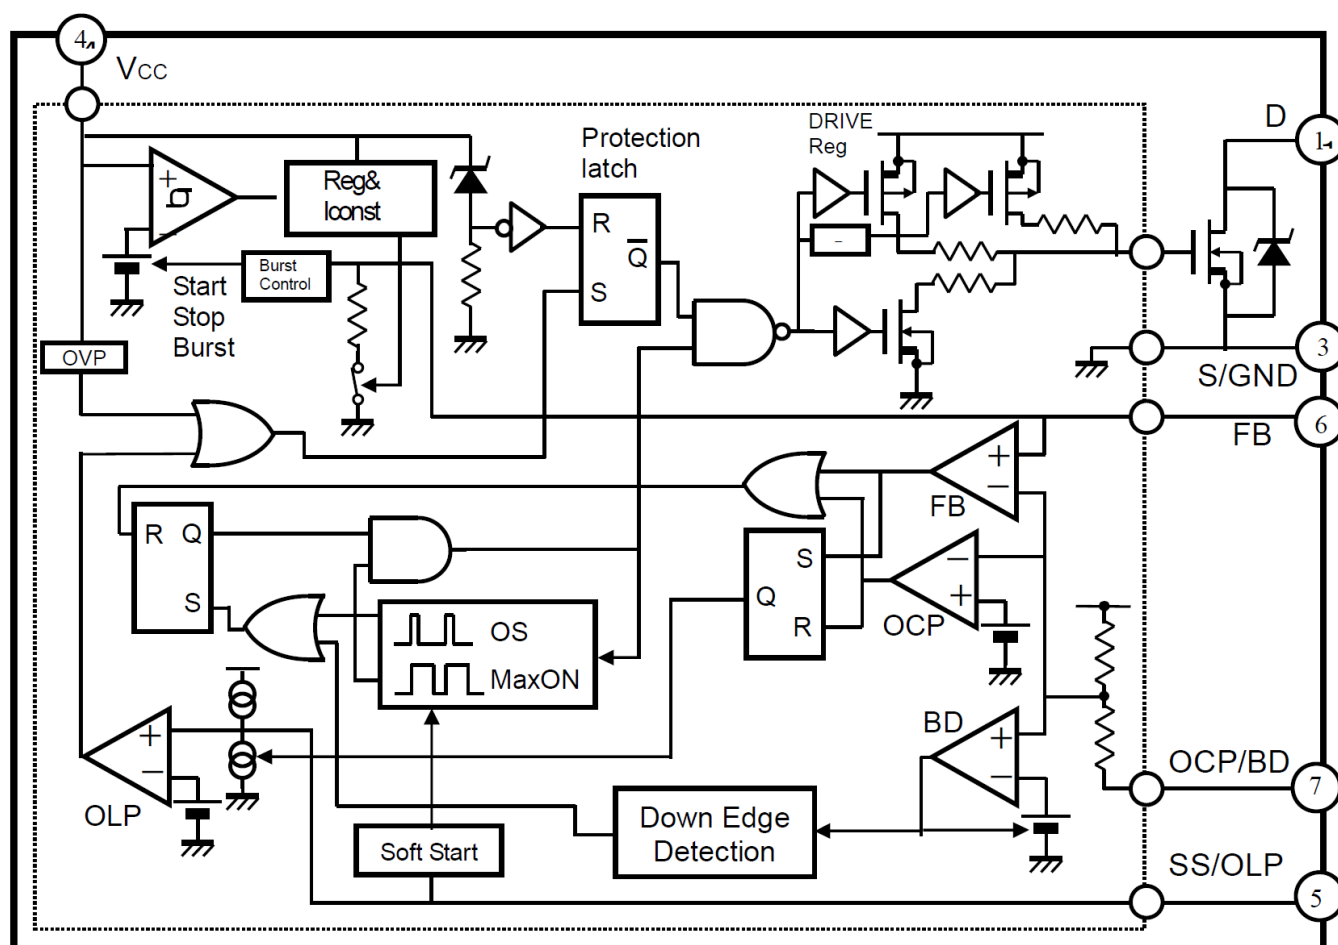 4
VCC
D
1
DRIVE
Reg
Protection
latch
+
−
Reg&
Iconst
R
Q
S
−
Burst
Control
Start
Stop
Burst
OVP
3
S/GND
6
FB
+
−
FB
R
Q
S
S
Q
R
−
+
OCP
OS
MaxON
BD
+
−
+
−
OLP
OCP/BD
7
Down Edge
Detection
Soft Start
SS/OLP
5